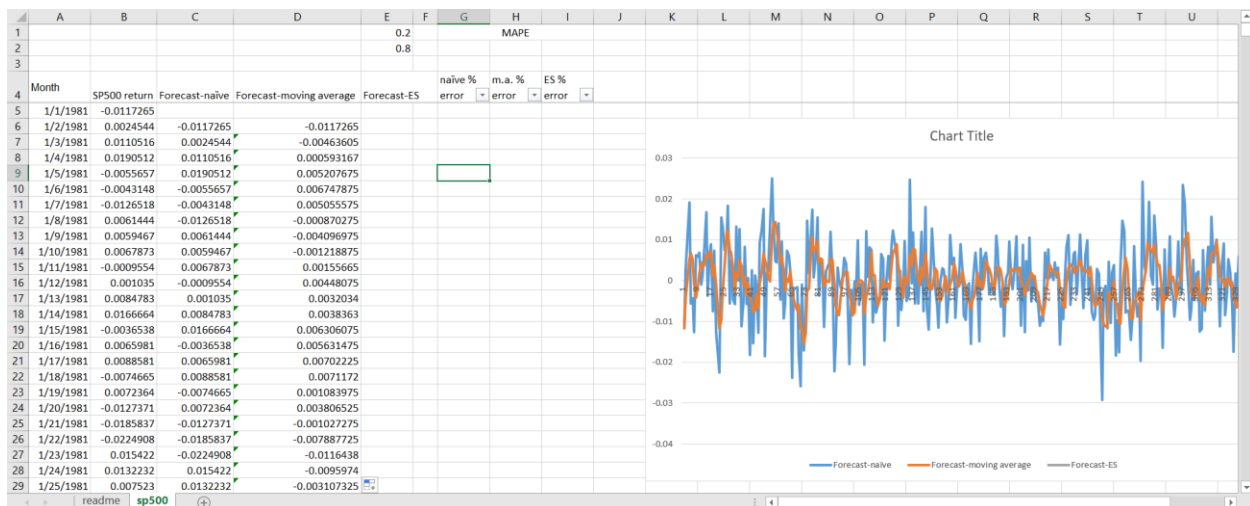 A B C D E F G H I J K L M N O P Q R S T U
1 0.2 MAPE
2 0.8
3
4 Month SP500 return Forecast-naïve Forecast-moving average Forecast-ES naïve % error m.a. % error ES % error
5 1/1/1981 -0.0117265
6 1/2/1981 0.0024544 -0.0117265 -0.0117265
7 1/3/1981 0.0110516 0.0024544 -0.00463605
8 1/4/1981 0.0190512 0.0110516 0.000593167
9 1/5/1981 -0.0055657 0.0190512 0.005207675
10 1/6/1981 -0.0043148 -0.0055657 0.006747875
11 1/7/1981 -0.0126518 -0.0043148 0.005055575
12 1/8/1981 0.0061444 -0.0126518 -0.000870275
13 1/9/1981 0.0059467 0.0061444 -0.004096975
14 1/10/1981 0.0067873 0.0059467 -0.001218875
15 1/11/1981 -0.0009554 0.0067873 0.00155665
16 1/12/1981 0.001035 -0.0009554 0.00448075
17 1/13/1981 0.0084783 0.001035 0.0032034
18 1/14/1981 0.0166664 0.0084783 0.0038363
19 1/15/1981 -0.0036538 0.0166664 0.006306075
20 1/16/1981 0.0065981 -0.0036538 0.005631475
21 1/17/1981 0.0088581 0.0065981 0.00702225
22 1/18/1981 -0.0074665 0.0088581 0.0071172
23 1/19/1981 0.0072364 -0.0074665 0.001083975
24 1/20/1981 -0.0127371 0.0072364 0.003806525
25 1/21/1981 -0.0185837 -0.0127371 -0.001027275
26 1/22/1981 -0.0224908 -0.0185837 -0.007887725
27 1/23/1981 0.015422 -0.0224908 -0.0116438
28 1/24/1981 0.0132232 0.015422 -0.0095974
29 1/25/1981 0.007523 0.0132232 -0.003107325
Chart Title
0.03
0.02
0.01
0
-0.01
-0.02
-0.03
-0.04
Forecast-naïve Forecast-moving average Forecast-ES
readme sp500